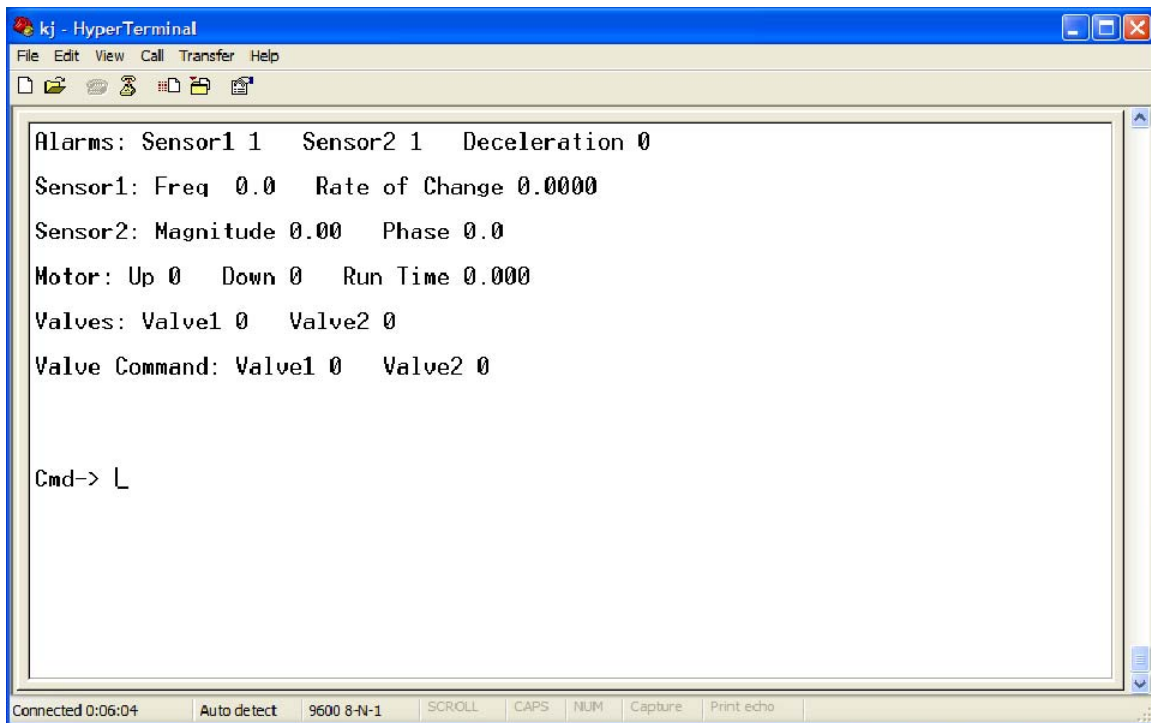 kj - HyperTerminal
File Edit View Call Transfer Help
Alarms: Sensor1 1 Sensor2 1 Deceleration 0
Sensor1: Freq 0.0 Rate of Change 0.0000
Sensor2: Magnitude 0.00 Phase 0.0
Motor: Up 0 Down 0 Run Time 0.000
Valves: Valve1 0 Valve2 0
Valve Command: Valve1 0 Valve2 0
Cmd-> _
Connected 0:06:04 Auto detect 9600 8-N-1 SCROLL CAPS NUM Capture Print echo